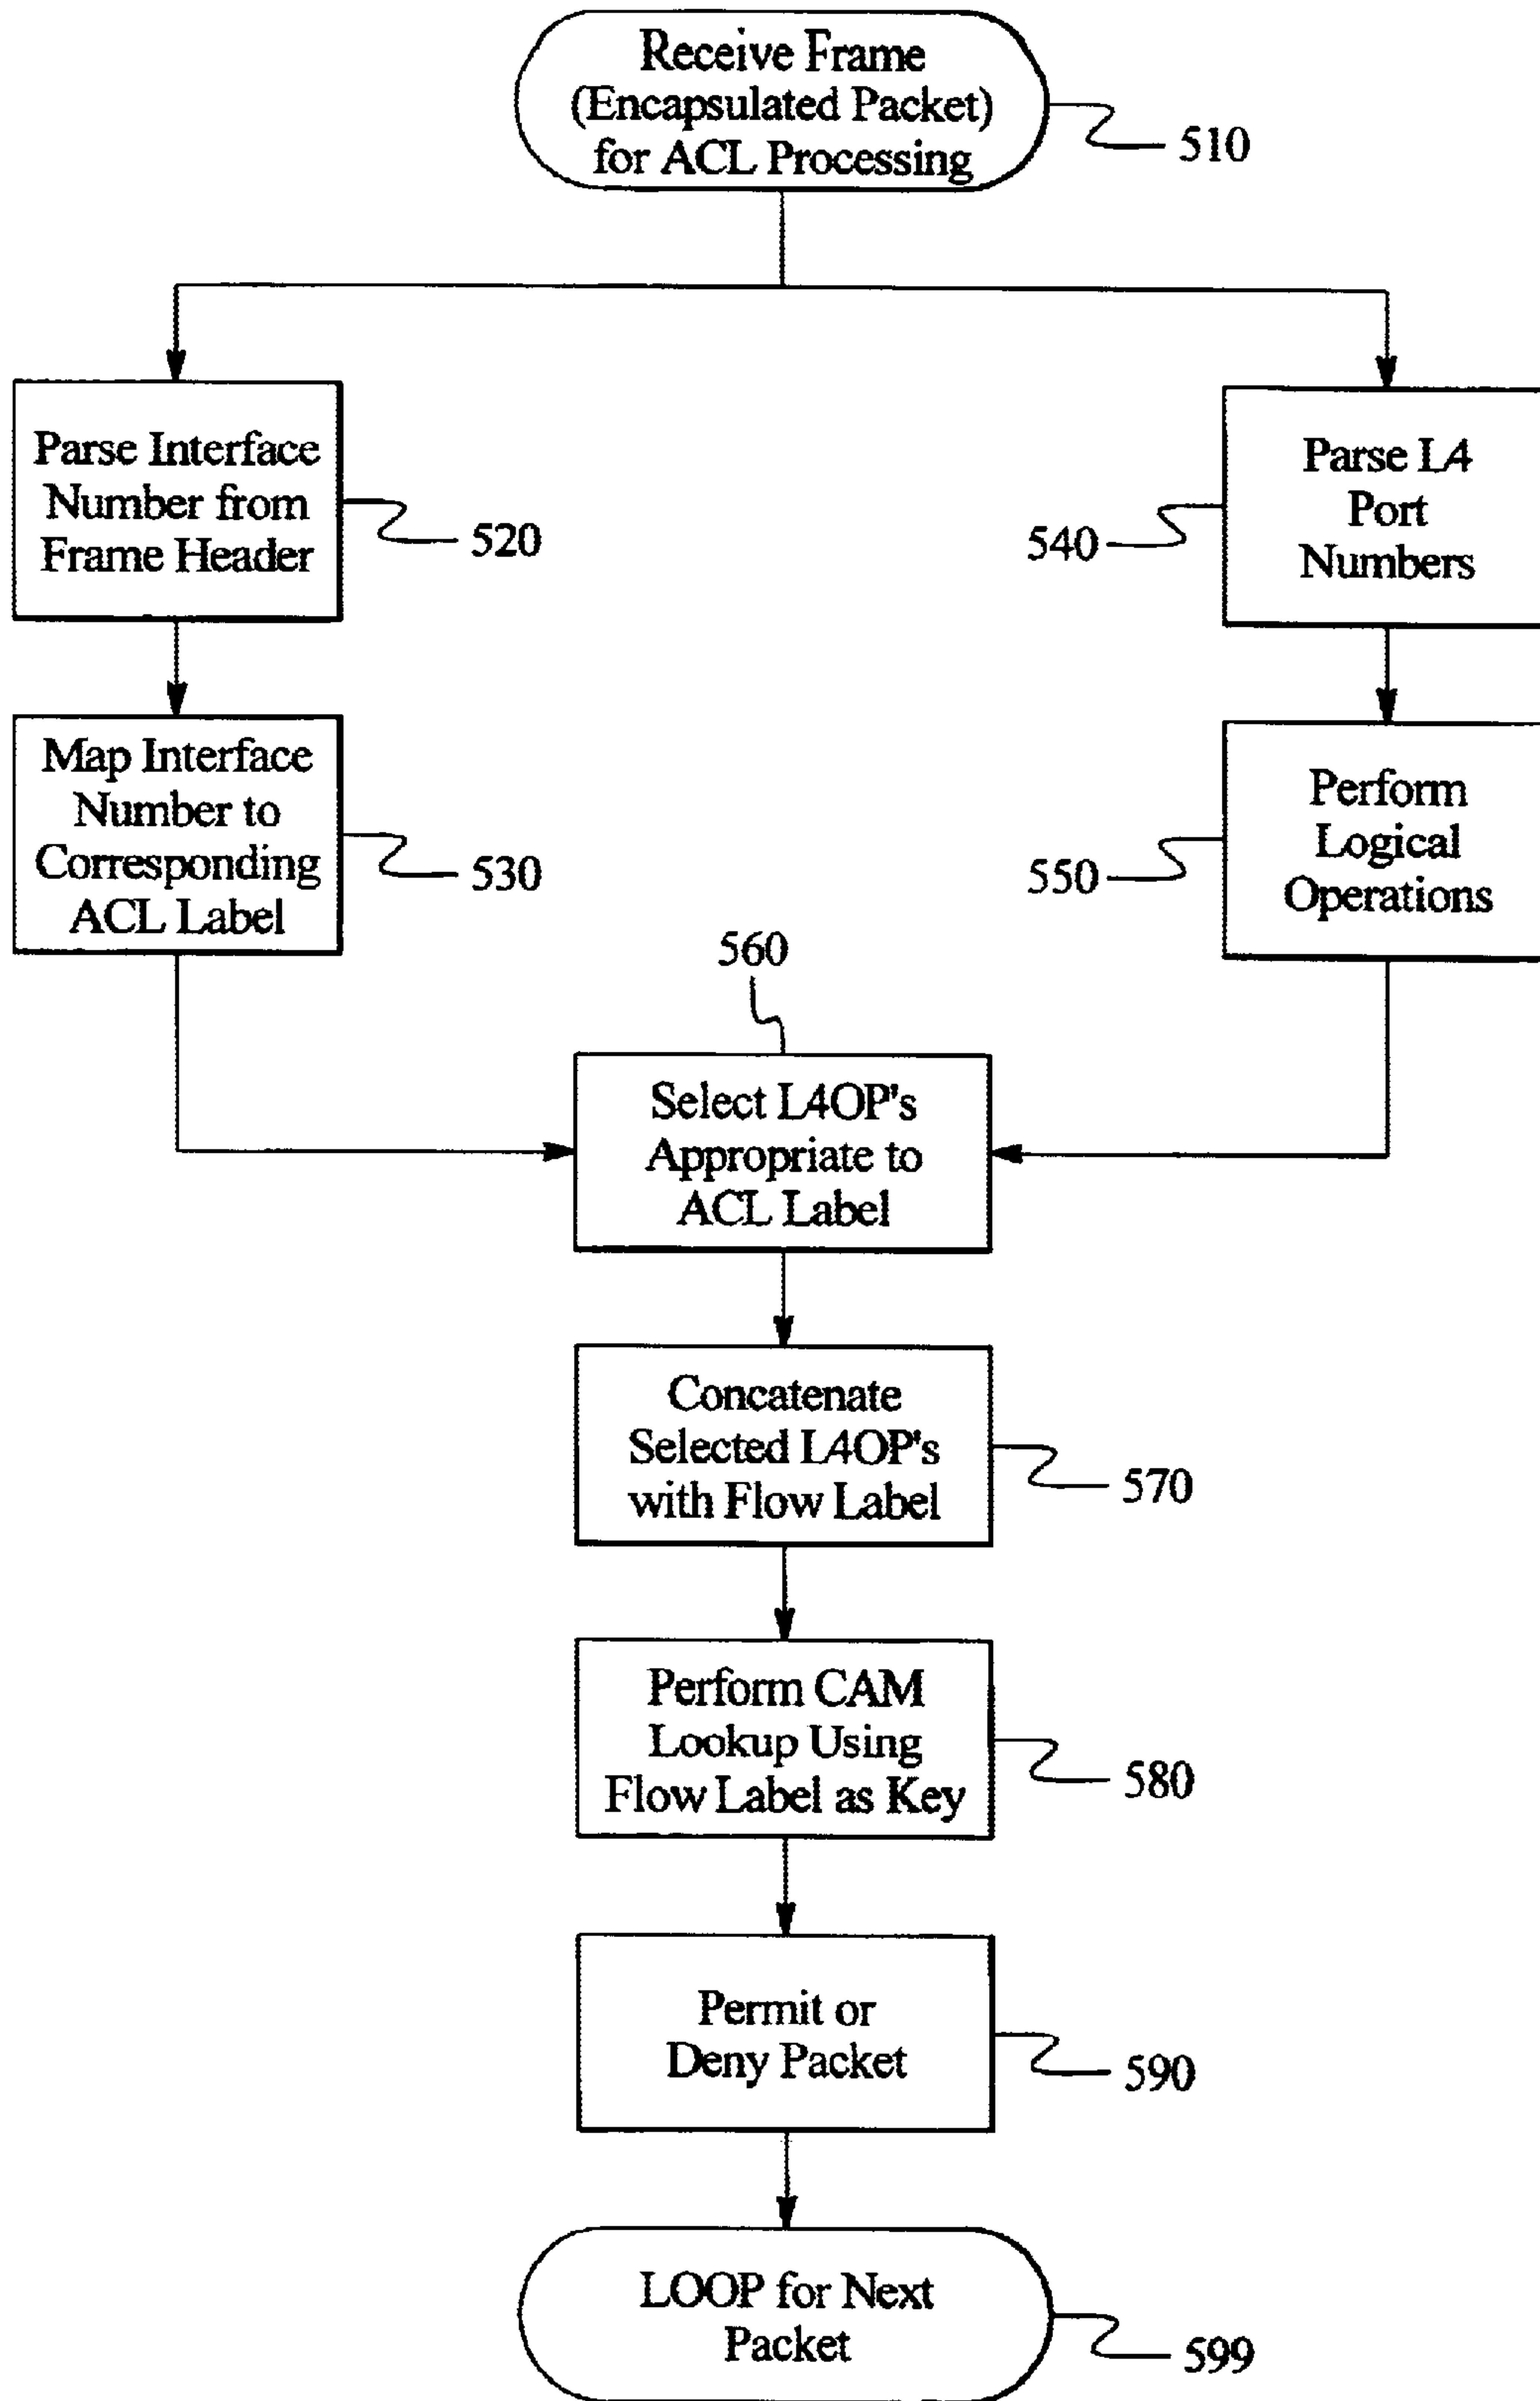 Receive Frame
(Encapsulated Packet)
for ACL Processing
510
Parse Interface
Number from
Frame Header
520
Parse L4
Port
Numbers
540
Map Interface
Number to
Corresponding
ACL Label
530
Perform
Logical
Operations
550
560
Select L4OP's
Appropriate to
ACL Label
Concatenate
Selected L4OP's
with Flow Label
570
Perform CAM
Lookup Using
Flow Label as Key
580
Permit or
Deny Packet
590
LOOP for Next
Packet
599